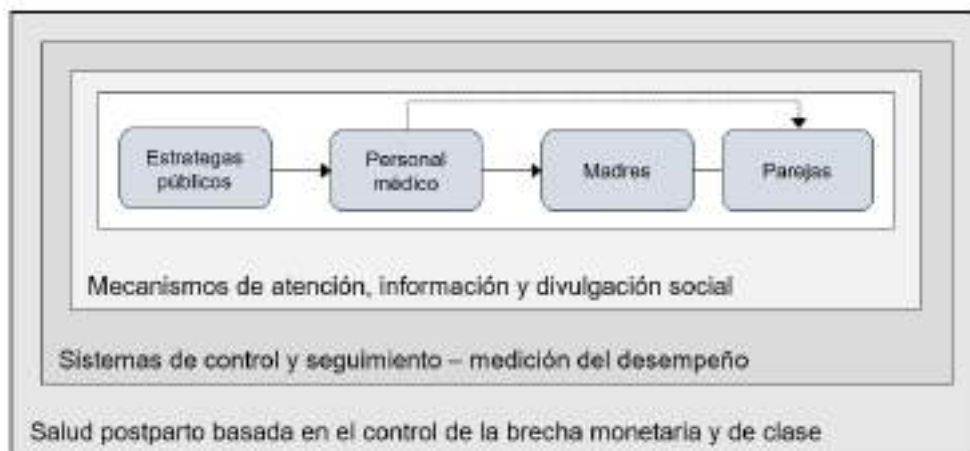 Estrategas
públicos
Personal
médico
Madres
Parejas
Mecanismos de atención, información y divulgación social
Sistemas de control y seguimiento – medición del desempeño
Salud postparto basada en el control de la brecha monetaria y de clase